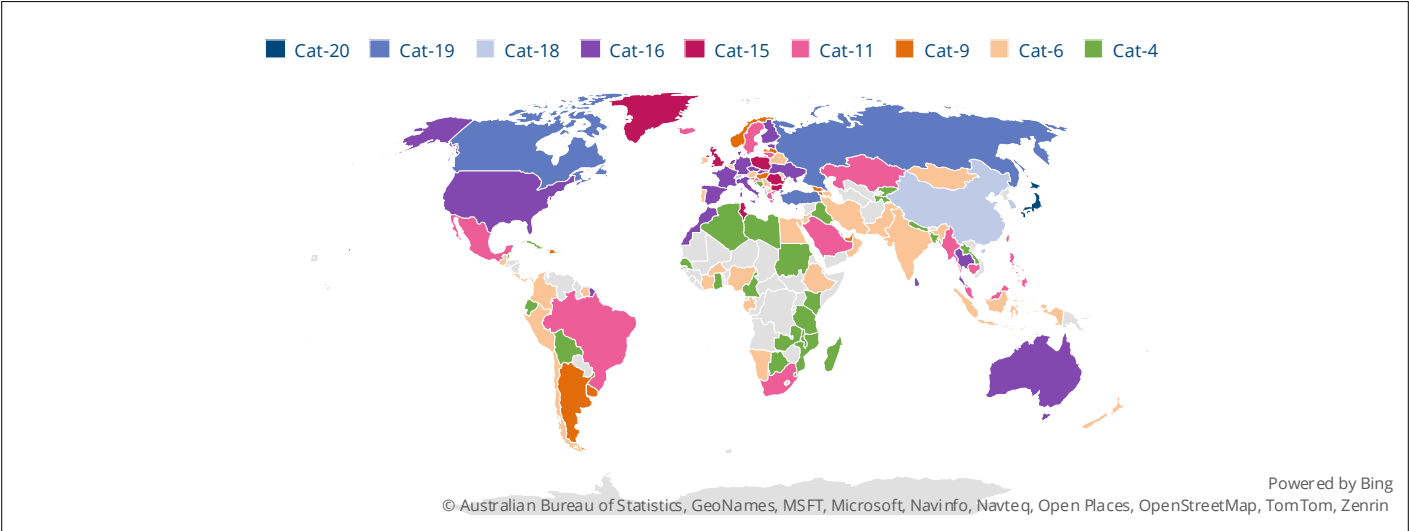 Cat-20 Cat-19 Cat-18 Cat-16 Cat-15 Cat-11 Cat-9 Cat-6 Cat-4
Powered by Bing
© Australian Bureau of Statistics, GeoNames, MSFT, Microsoft, Navinfo, Navteq, Open Places, OpenStreetMap, TomTom, Zenrin